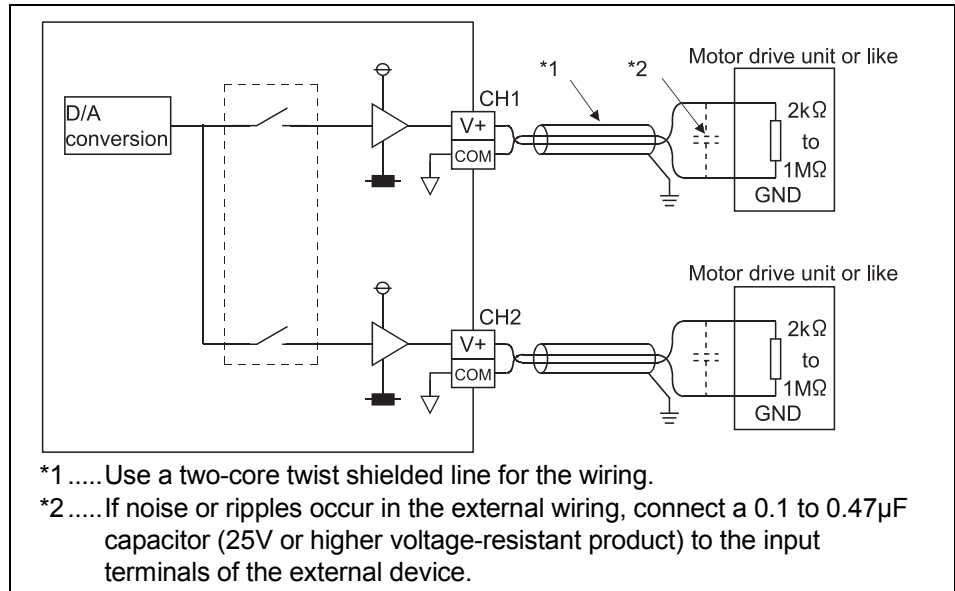 Motor drive unit or like
*1
*2
CH1
D/A
conversion
V+
COM
2kΩ
to
1MΩ
GND
Motor drive unit or like
CH2
V+
COM
2kΩ
to
1MΩ
GND
*1.....Use a two-core twist shielded line for the wiring.
*2.....If noise or ripples occur in the external wiring, connect a 0.1 to 0.47µF
capacitor (25V or higher voltage-resistant product) to the input
terminals of the external device.